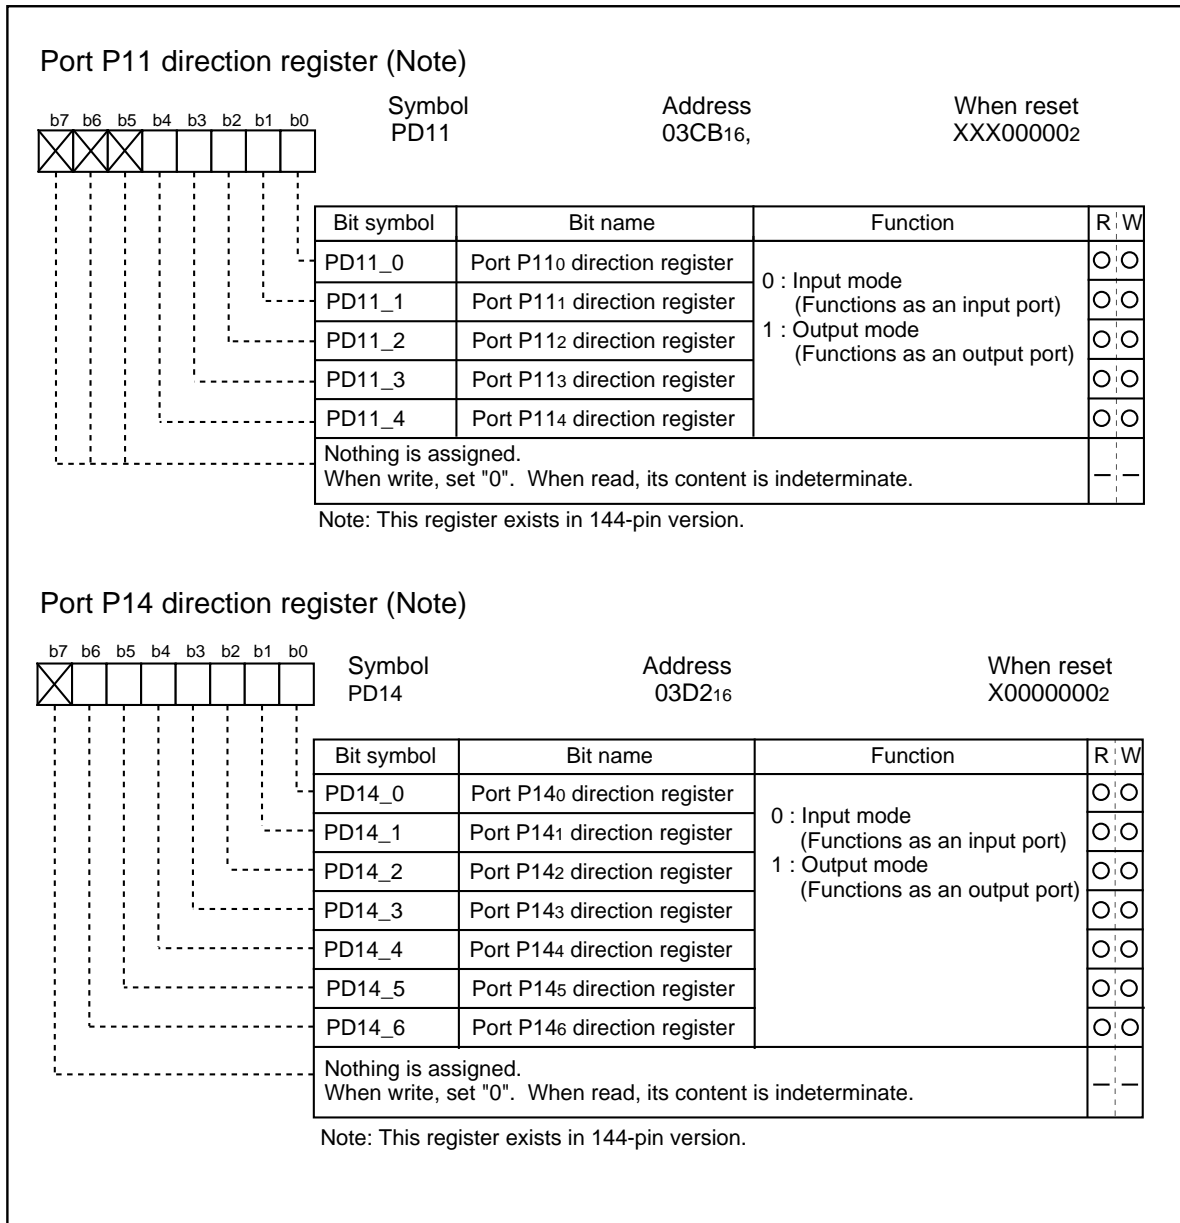 Port P11 direction register (Note)
Symbol Address When reset
b7 b6 b5 b4 b3 b2 b1 b0
PD11 03CB16, XXX000002
Bit symbol Bit name Function R W
PD11_0 Port P110 direction register
PD11_1 Port P111 direction register
PD11_2 Port P112 direction register
PD11_3 Port P113 direction register
PD11_4 Port P114 direction register
0 : Input mode
(Functions as an input port)
1 : Output mode
(Functions as an output port)
Nothing is assigned.
When write, set "0". When read, its content is indeterminate.
Note: This register exists in 144-pin version.
Port P14 direction register (Note)
b7 b6 b5 b4 b3 b2 b1 b0
Symbol Address When reset
PD14 03D216 X00000002
Bit symbol Bit name Function R W
PD14_0 Port P140 direction register
PD14_1 Port P141 direction register
PD14_2 Port P142 direction register
PD14_3 Port P143 direction register
PD14_4 Port P144 direction register
PD14_5 Port P145 direction register
PD14_6 Port P146 direction register
0 : Input mode
(Functions as an input port)
1 : Output mode
(Functions as an output port)
Nothing is assigned.
When write, set "0". When read, its content is indeterminate.
Note: This register exists in 144-pin version.